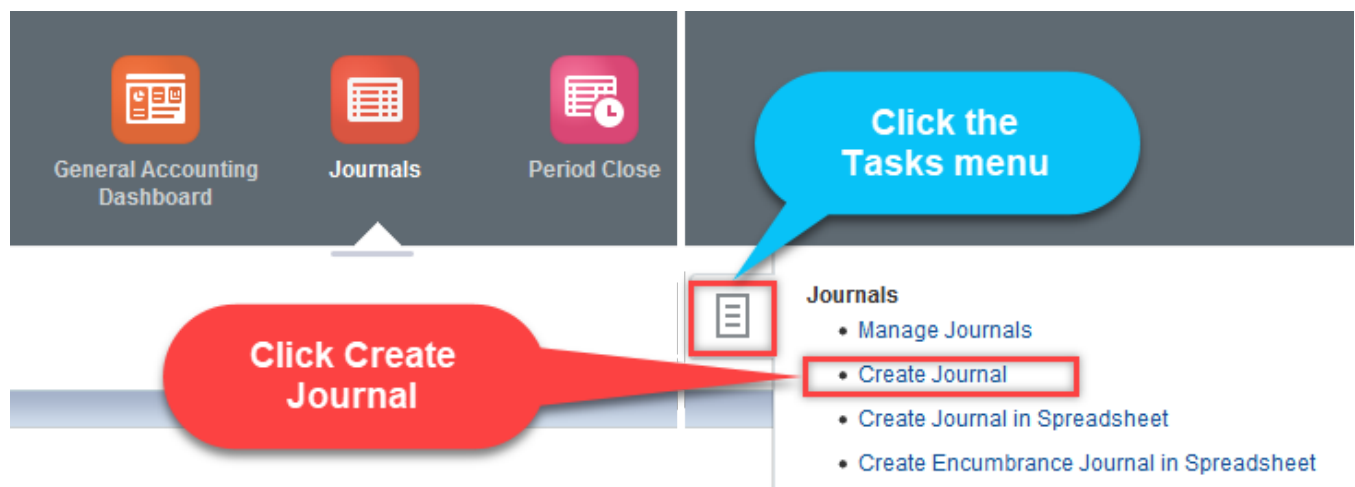 General Accounting
Dashboard
Journals
Period Close
Click the
Tasks menu
Click Create
Journal
Journals
• Manage Journals
• Create Journal
• Create Journal in Spreadsheet
• Create Encumbrance Journal in Spreadsheet